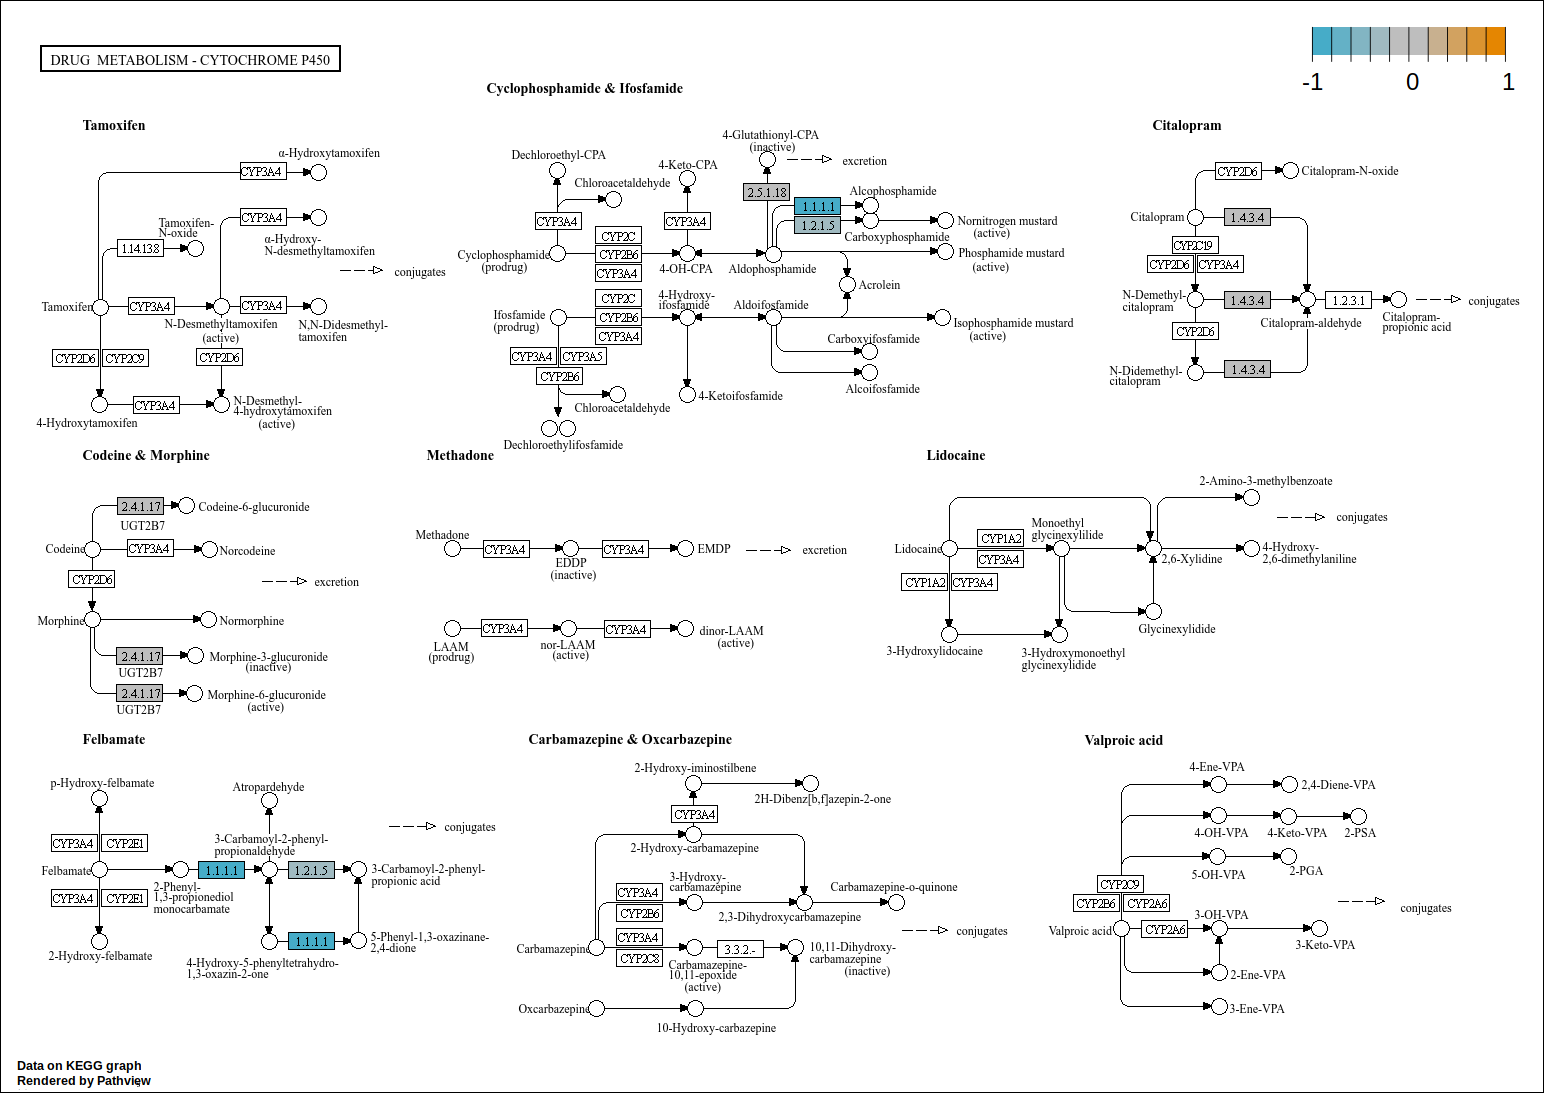 DRUG METABOLISM - CYTOCHROME P450
-1 0 1
Cyclophosphamide & Ifosfamide
Tamoxifen
α-Hydroxytamoxifen
CYP3A4
CYP3A4
Tamoxifen-
N-oxide
1.14.13.8
α-Hydroxy-
N-desmethyltamoxifen
conjugates
Tamoxifen
CYP3A4
CYP3A4
N-Desmethyltamoxifen
(active)
N,N-Didesmethyl-
tamoxifen
CYP2D6
CYP2C9
CYP2D6
CYP3A4
N-Desmethyl-
4-hydroxytamoxifen
(active)
4-Hydroxytamoxifen
Dechloroethyl-CPA
Chloroacetaldehyde
CYP3A4
4-Keto-CPA
CYP3A4
4-Glutathionyl-CPA
(inactive)
excretion
2.5.1.18
1.1.1.1
1.2.1.5
Alcophosphamide
Carboxyphosphamide
Nornitrogen mustard
(active)
Cyclophosphamide
(prodrug)
CYP2C
CYP2B6
CYP3A4
4-OH-CPA
Aldophosphamide
Phosphamide mustard
(active)
Acrolein
Ifosfamide
(prodrug)
CYP2C
CYP2B6
CYP3A4
4-Hydroxy-
ifosfamide
Aldoifosfamide
Isophosphamide mustard
(active)
CYP3A4
CYP3A5
CYP2B6
Chloroacetaldehyde
Dechloroethylifosfamide
4-Ketoifosfamide
Carboxyifosfamide
Alcoifosfamide
Citalopram
CYP2D6
Citalopram-N-oxide
Citalopram
1.4.3.4
CYP2C19
CYP2D6
CYP3A4
N-Demethyl-
citalopram
1.4.3.4
Citalopram-aldehyde
1.2.3.1
Citalopram-
propionic acid
conjugates
CYP2D6
N-Didemethyl-
citalopram
1.4.3.4
Codeine & Morphine
2.4.1.17
UGT2B7
Codeine-6-glucuronide
Codeine
CYP3A4
Norcodeine
CYP2D6
excretion
Morphine
Normorphine
2.4.1.17
UGT2B7
Morphine-3-glucuronide
(inactive)
2.4.1.17
UGT2B7
Morphine-6-glucuronide
(active)
Methadone
Methadone
CYP3A4
EDDP
(inactive)
CYP3A4
EMDP
excretion
LAAM
(prodrug)
CYP3A4
nor-LAAM
(active)
CYP3A4
dinor-LAAM
(active)
Lidocaine
2-Amino-3-methylbenzoate
conjugates
Lidocaine
CYP1A2
CYP3A4
Monoethyl
glycinexylilide
2,6-Xylidine
4-Hydroxy-
2,6-dimethylaniline
CYP1A2
CYP3A4
Glycinexylidide
3-Hydroxylidocaine
3-Hydroxymonoethyl
glycinexylidide
Felbamate
p-Hydroxy-felbamate
Atropardehyde
conjugates
CYP3A4
CYP2E1
3-Carbamoyl-2-phenyl-
propionaldehyde
Felbamate
1.1.1.1
1.2.1.5
3-Carbamoyl-2-phenyl-
propionic acid
2-Phenyl-
1,3-propionediol
monocarbamate
CYP3A4
CYP2E1
1.1.1.1
5-Phenyl-1,3-oxazinane-
2,4-dione
2-Hydroxy-felbamate
4-Hydroxy-5-phenyltetrahydro-
1,3-oxazin-2-one
Carbamazepine & Oxcarbazepine
2-Hydroxy-iminostilbene
2H-Dibenz[b,f]azepin-2-one
CYP3A4
2-Hydroxy-carbamazepine
CYP3A4
CYP2B6
3-Hydroxy-
carbamazepine
2,3-Dihydroxycarbamazepine
Carbamazepine-o-quinone
conjugates
Carbamazepine
CYP3A4
CYP2C8
Carbamazepine-
10,11-epoxide
(active)
3.3.2.-
10,11-Dihydroxy-
carbamazepine
(inactive)
Oxcarbazepine
10-Hydroxy-carbazepine
Valproic acid
4-Ene-VPA
2,4-Diene-VPA
4-OH-VPA
4-Keto-VPA
2-PSA
5-OH-VPA
2-PGA
CYP2C9
CYP2B6
CYP2A6
conjugates
Valproic acid
CYP2A6
3-OH-VPA
3-Keto-VPA
2-Ene-VPA
3-Ene-VPA
Data on KEGG graph
Rendered by Pathview